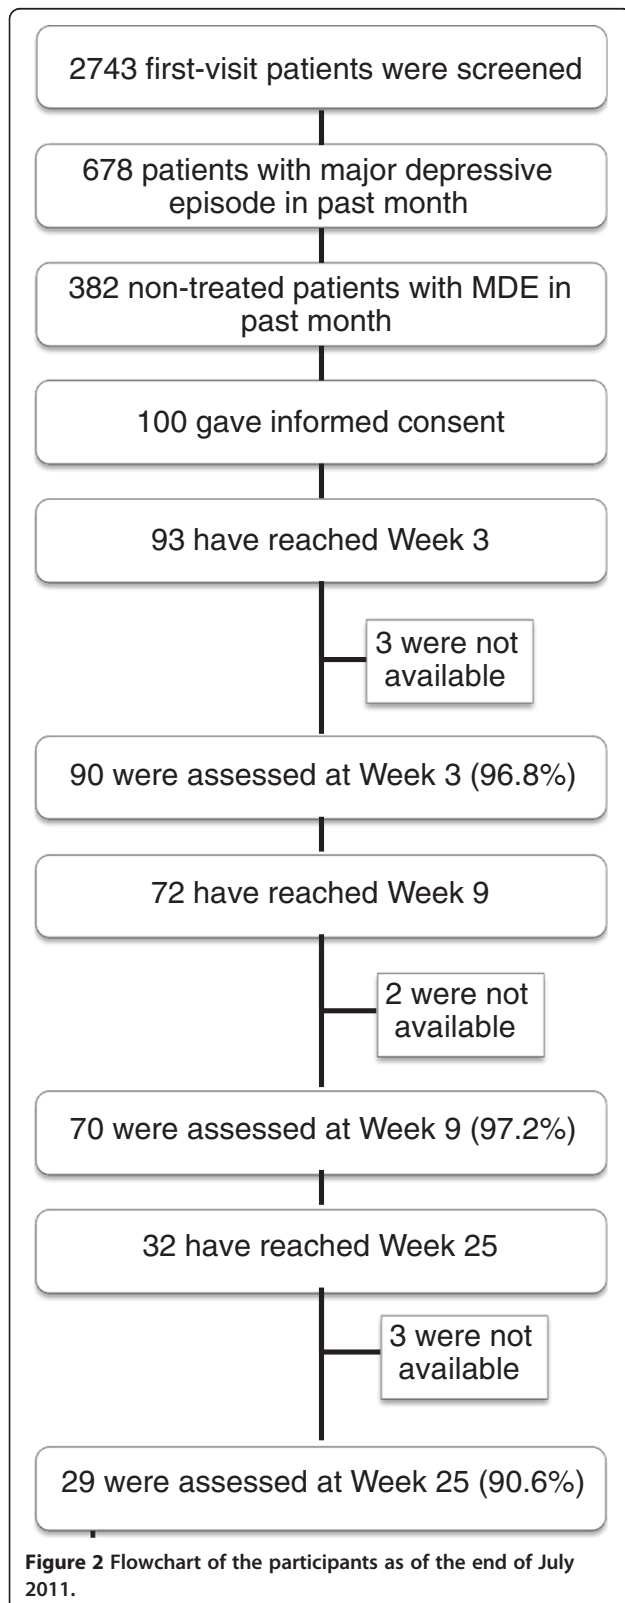 2743 first-visit patients were screened
678 patients with major depressive
episode in past month
382 non-treated patients with MDE in
past month
100 gave informed consent
93 have reached Week 3
3 were not
available
90 were assessed at Week 3 (96.8%)
72 have reached Week 9
2 were not
available
70 were assessed at Week 9 (97.2%)
32 have reached Week 25
3 were not
available
29 were assessed at Week 25 (90.6%)
Figure 2 Flowchart of the participants as of the end of July
2011.